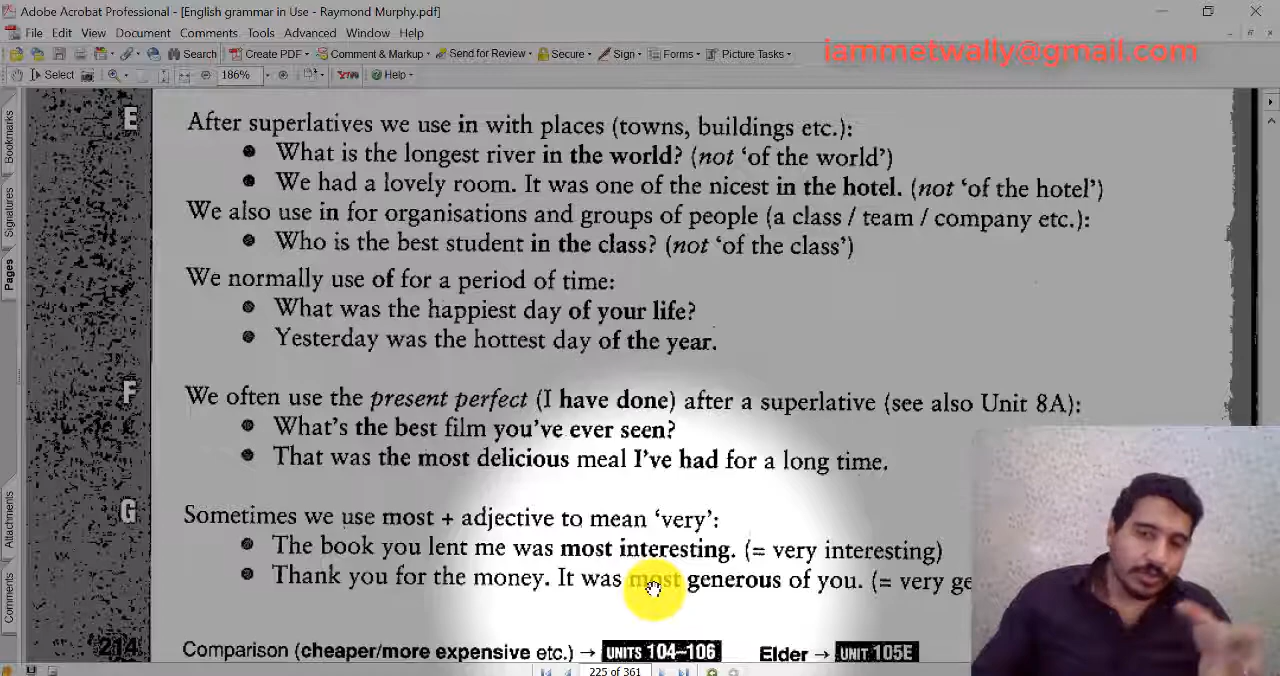 Adobe Acrobat Professional - [English grammar in Use - Raymond Murphy.pdf]
File Edit View Document Comments Tools Advanced Window Help
Search Create PDF Comment & Markup Send for Review Secure Sign Forms Picture Tasks
iammetwally@gmail.com
Select 186% Help
Bookmarks
Signatures
Pages
Attachments
Comments
E
After superlatives we use in with places (towns, buildings etc.):
● What is the longest river in the world? (not ‘of the world’)
● We had a lovely room. It was one of the nicest in the hotel. (not ‘of the hotel’)
We also use in for organisations and groups of people (a class / team / company etc.):
● Who is the best student in the class? (not ‘of the class’)
We normally use of for a period of time:
● What was the happiest day of your life?
● Yesterday was the hottest day of the year.
F
We often use the present perfect (I have done) after a superlative (see also Unit 8A):
● What's the best film you've ever seen?
● That was the most delicious meal I've had for a long time.
G
Sometimes we use most + adjective to mean ‘very’:
● The book you lent me was most interesting. (= very interesting)
● Thank you for the money. It was most generous of you. (= very ge
214
Comparison (cheaper/more expensive etc.) → UNITS 104–106 Elder → UNIT 105E
225 of 361